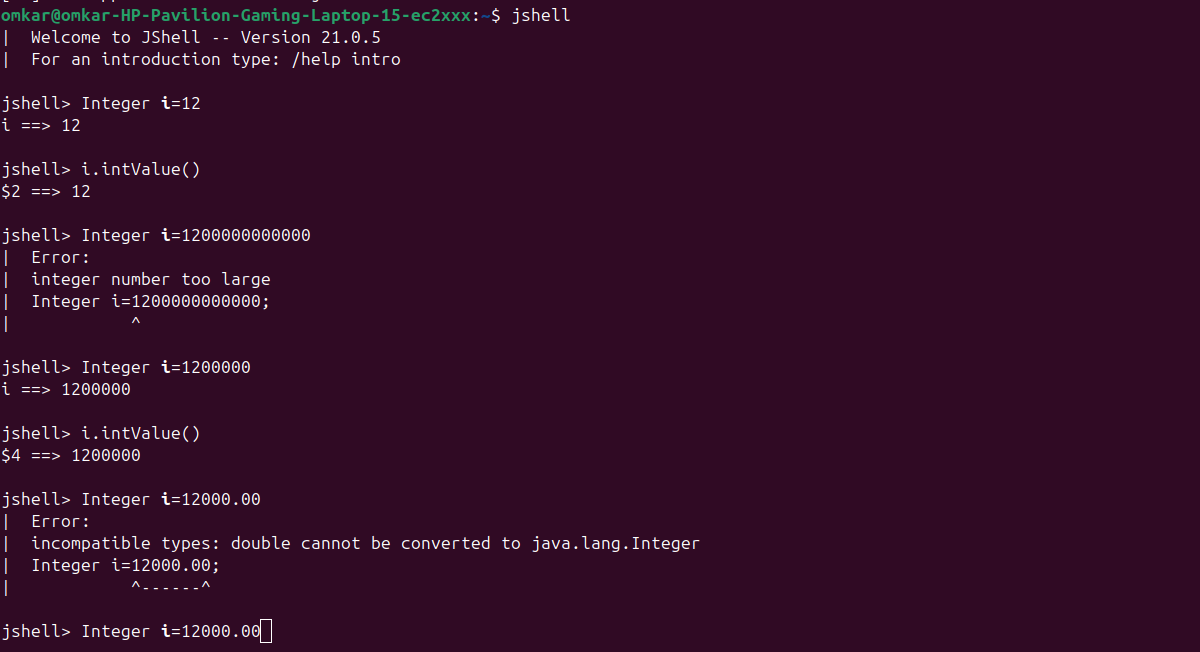 omkar@omkar-HP-Pavilion-Gaming-Laptop-15-ec2xxx:~$ jshell
|  Welcome to JShell -- Version 21.0.5
|  For an introduction type: /help intro

jshell> Integer i=12
i ==> 12

jshell> i.intValue()
$2 ==> 12

jshell> Integer i=1200000000000
|  Error:
|  integer number too large
|  Integer i=1200000000000;
|            ^

jshell> Integer i=1200000
i ==> 1200000

jshell> i.intValue()
$4 ==> 1200000

jshell> Integer i=12000.00
|  Error:
|  incompatible types: double cannot be converted to java.lang.Integer
|  Integer i=12000.00;
|            ^------^

jshell> Integer i=12000.00